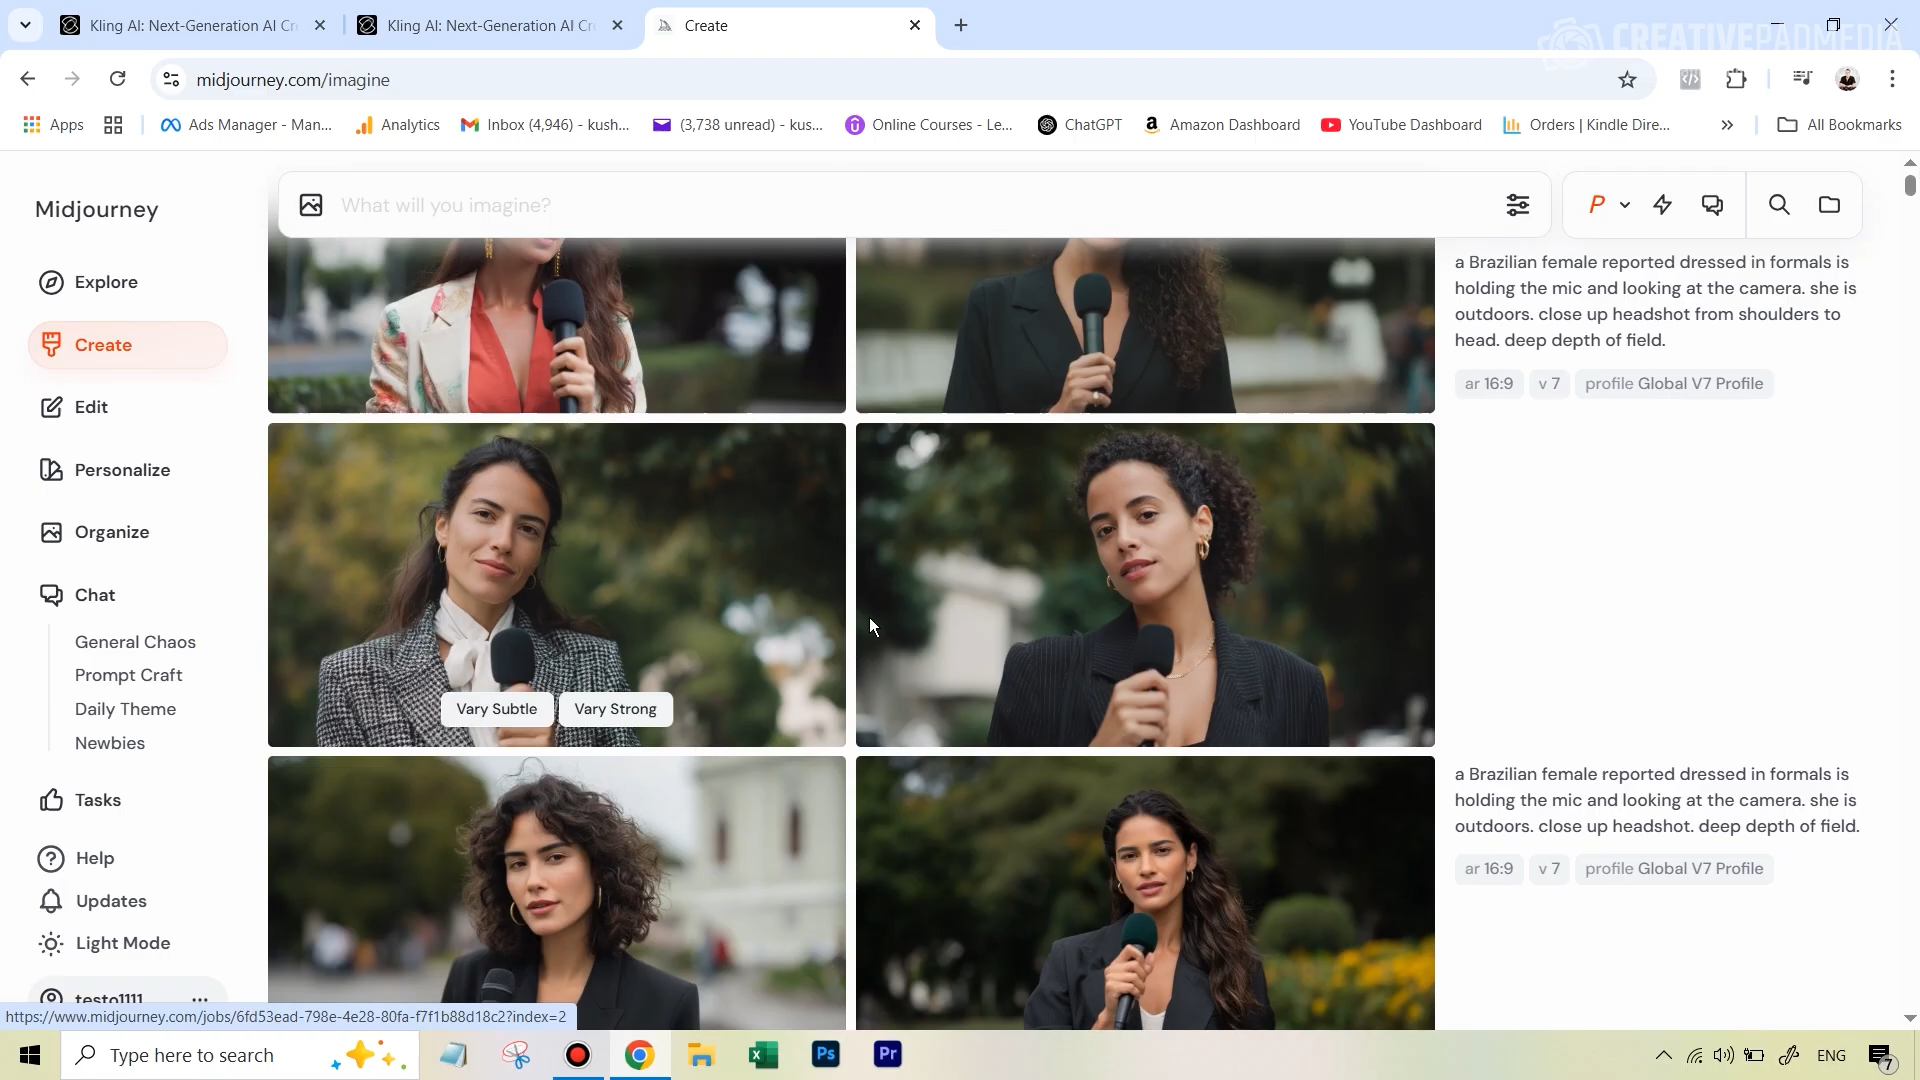 Kling AI: Next-Generation AI Cr
Kling AI: Next-Generation AI Cr
Create
CREATIVEPADMEDIA
midjourney.com/imagine
Apps
Ads Manager - Man...
Analytics
Inbox (4,946) - kush...
(3,738 unread) - kus...
Online Courses - Le...
ChatGPT
Amazon Dashboard
YouTube Dashboard
Orders | Kindle Dire...
All Bookmarks
Midjourney
What will you imagine?
P
Explore
Create
Edit
Personalize
Organize
Chat
General Chaos
Prompt Craft
Daily Theme
Newbies
Tasks
Help
Updates
Light Mode
testo1111
a Brazilian female reported dressed in formals is
holding the mic and looking at the camera. she is
outdoors. close up headshot from shoulders to
head. deep depth of field.
ar 16:9
v 7
profile Global V7 Profile
Vary Subtle
Vary Strong
a Brazilian female reported dressed in formals is
holding the mic and looking at the camera. she is
outdoors. close up headshot. deep depth of field.
ar 16:9
v 7
profile Global V7 Profile
https://www.midjourney.com/jobs/6fd53ead-798e-4e28-80fa-f7f1b88d18c2?index=2
Type here to search
Ps
Pr
ENG
7